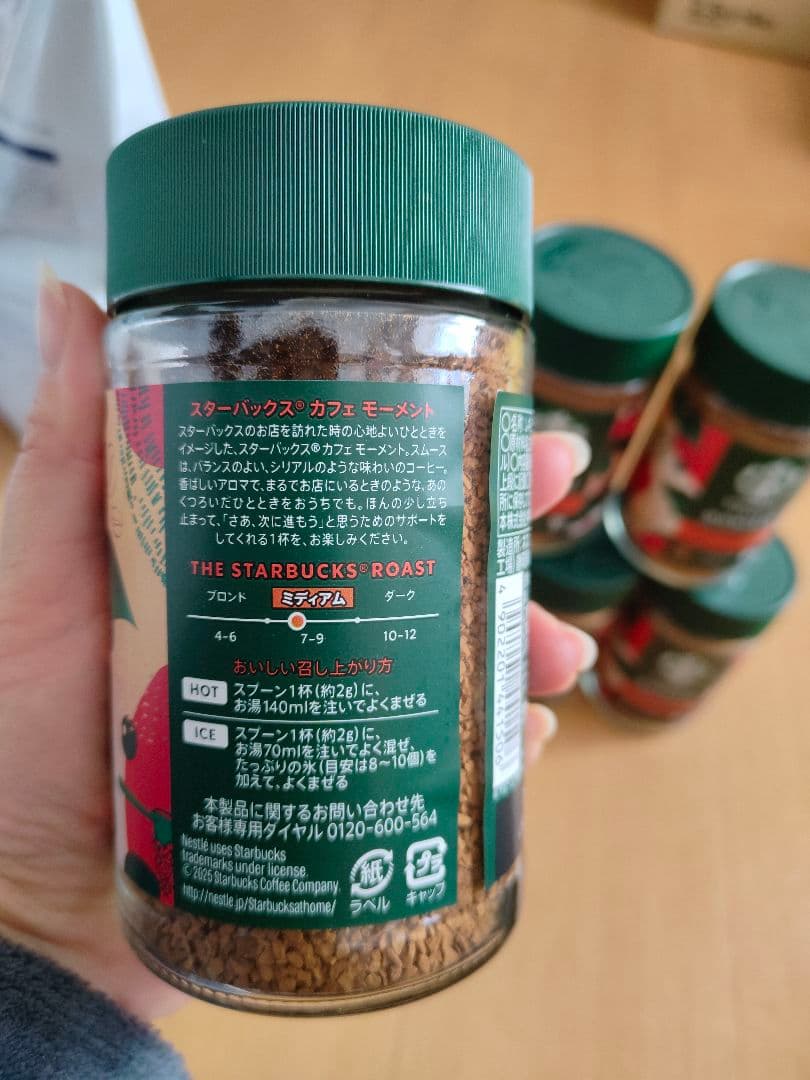 スターバックス® カフェ モーメント
スターバックスのお店を訪れた時の心地よいひとときを
イメージした、スターバックス®カフェ モーメント。スムース
は、バランスのよい、シリアルのような味わいのコーヒー。
香ばしいアロマで、まるでお店にいるときのような、あの
くつろいだひとときをおうちでも。ほんの少し立ち
止まって、「さあ、次に進もう」と思うためのサポートを
してくれる1杯を、お楽しみください。
THE STARBUCKS® ROAST
ブロンド ミディアム ダーク
4-6 7-9 10-12
おいしい召し上がり方
HOT スプーン1杯(約2g)に、
お湯140mlを注いでよくまぜる
ICE スプーン1杯(約2g)に、
お湯70mlを注いでよく混ぜ、
たっぷりの氷(目安は8〜10個)を
加えて、よくまぜる
本製品に関するお問い合わせ先
お客様専用ダイヤル 0120-600-564
Nestlé uses Starbucks
trademarks under license.
© 2025 Starbucks Coffee Company.
http://nestle.jp/Starbucksathome/
紙 ラベル
プラ キャップ